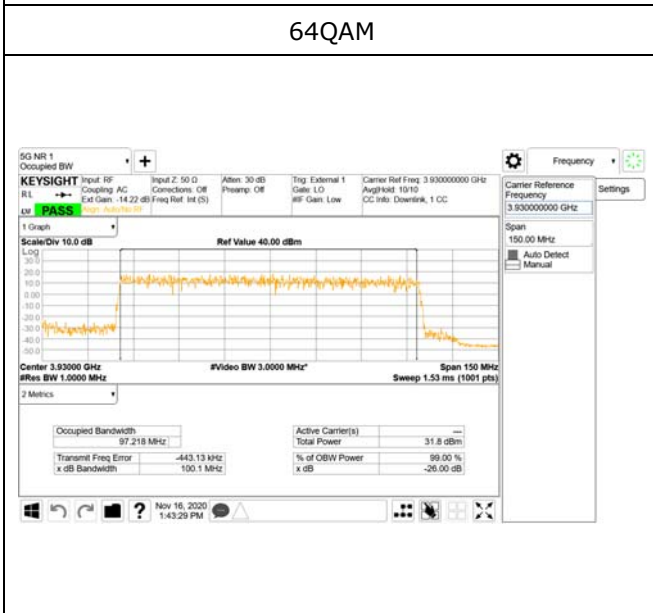 64QAM
5G NR 1
Occupied BW
+
Frequency
KEYSIGHT Input: RF Input Z: 50 Ω Atten: 30 dB Trig: External 1 Carrier Ref Freq: 3.930000000 GHz
RL Coupling: AC Corrections: Off Preamp: Off Gate: LO Avg|Hold: 10/10
Ext Gain: -14.22 dB Freq Ref: Int (S) #IF Gain: Low CC Info: Downlink, 1 CC
PASS Align: Auto/No RF
Carrier Reference
Frequency
3.930000000 GHz
Settings
Span
150.00 MHz
Auto Detect
Manual
1 Graph
Scale/Div 10.0 dB Ref Value 40.00 dBm
Log
30.0
20.0
10.0
0.00
-10.0
-20.0
-30.0
-40.0
-50.0
Center 3.93000 GHz #Video BW 3.0000 MHz* Span 150 MHz
#Res BW 1.0000 MHz Sweep 1.53 ms (1001 pts)
2 Metrics
Occupied Bandwidth Active Carrier(s) ---
97.218 MHz Total Power 31.8 dBm
Transmit Freq Error -443.13 kHz % of OBW Power 99.00 %
x dB Bandwidth 100.1 MHz x dB -26.00 dB
? Nov 16, 2020
1:43:29 PM